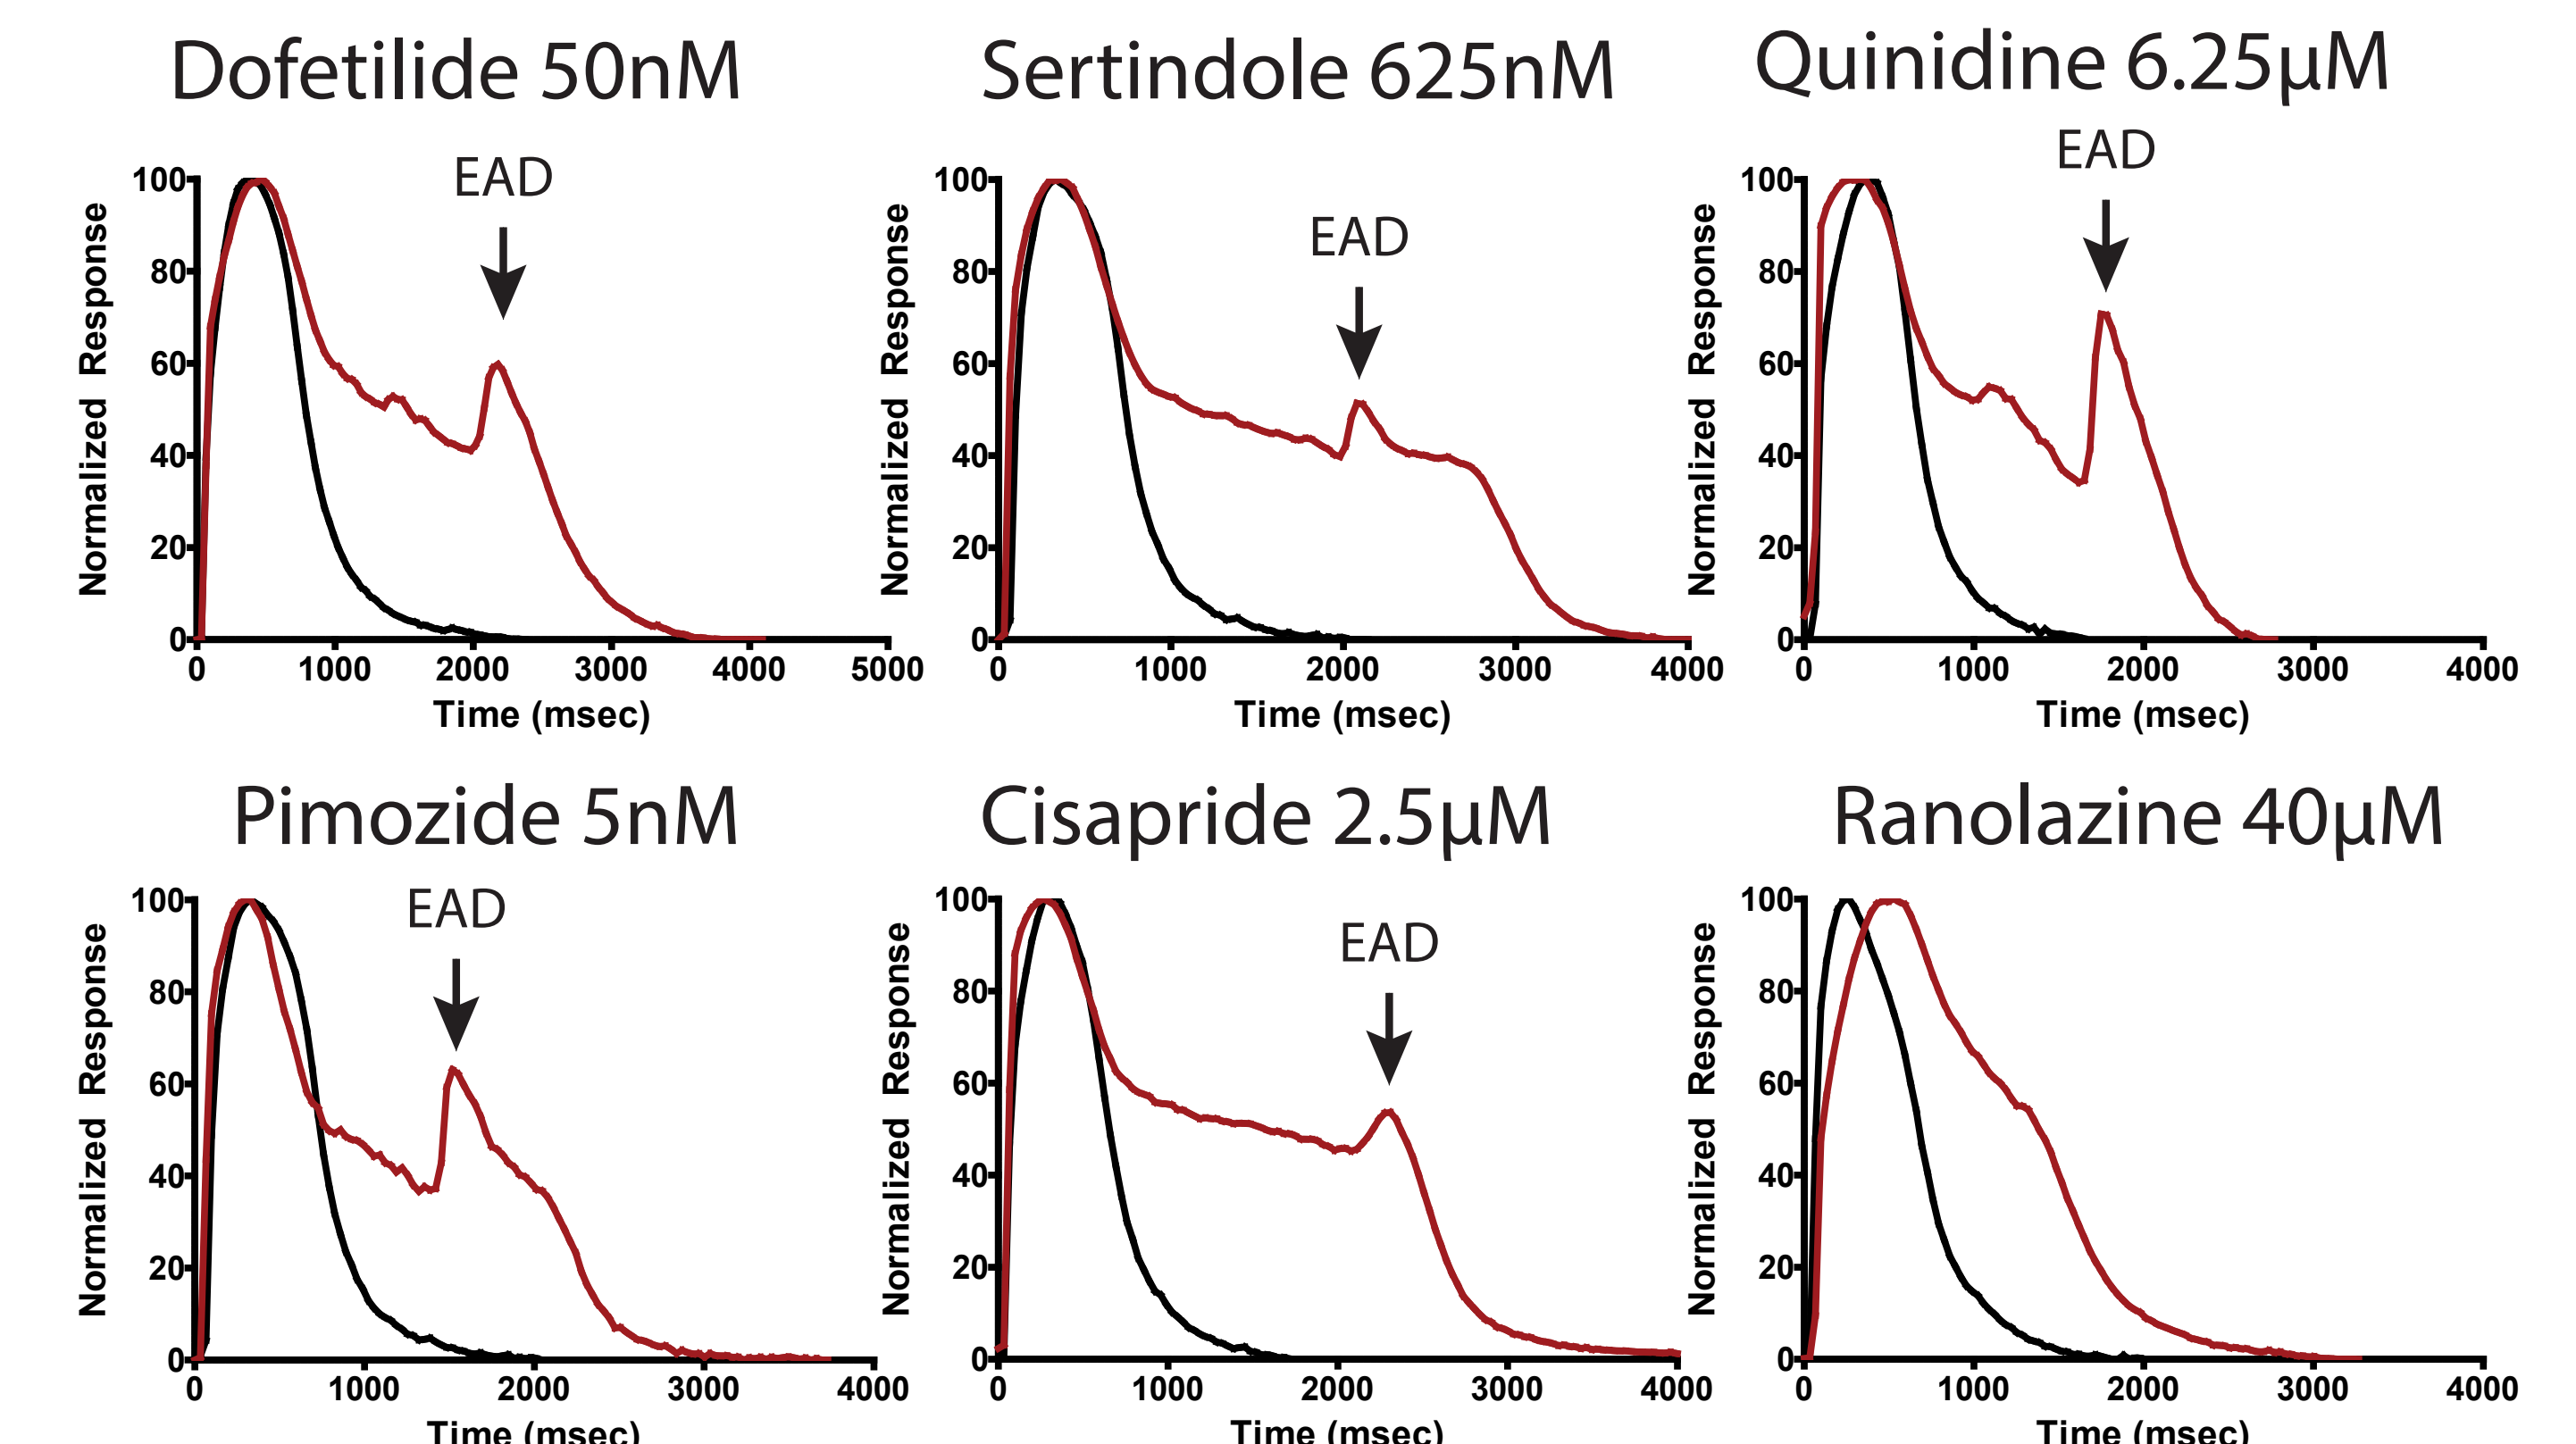 Dofetilide 50nM
EAD
Normalized Response
100
80
60
40
20
0
0 1000 2000 3000 4000 5000
Time (msec)
Sertindole 625nM
EAD
Normalized Response
100
80
60
40
20
0
0 1000 2000 3000 4000
Time (msec)
Quinidine 6.25µM
EAD
Normalized Response
100
80
60
40
20
0
0 1000 2000 3000 4000
Time (msec)
Pimozide 5nM
EAD
Normalized Response
100
80
60
40
20
0
0 1000 2000 3000 4000
Time (msec)
Cisapride 2.5µM
EAD
Normalized Response
100
80
60
40
20
0
0 1000 2000 3000 4000
Time (msec)
Ranolazine 40µM
Normalized Response
100
80
60
40
20
0
0 1000 2000 3000 4000
Time (msec)